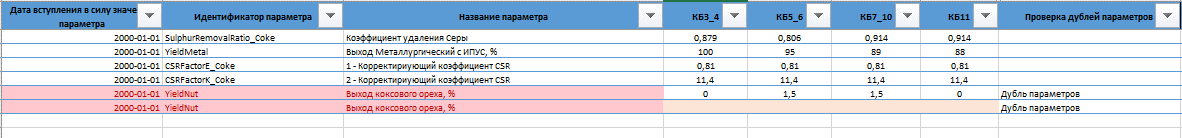 Дата вступления в силу значе параметра Идентификатор параметра Название параметра КБ3_4 КБ5_6 КБ7_10 КБ11 Проверка дублей параметров
2000-01-01 SulphurRemovalRatio_Coke Коэффициент удаления Серы 0,879 0,806 0,914 0,914
2000-01-01 YieldMetal Выход Металлургический с ИПУС, % 100 95 89 88
2000-01-01 CSRFactorE_Coke 1 - Корректириующий коэффициент CSR 0,81 0,81 0,81 0,81
2000-01-01 CSRFactorK_Coke 2 - Корректириующий коэффициент CSR 11,4 11,4 11,4 11,4
2000-01-01 YieldNut Выход коксового ореха, % 0 1,5 1,5 0 Дубль параметров
2000-01-01 YieldNut Выход коксового ореха, % Дубль параметров